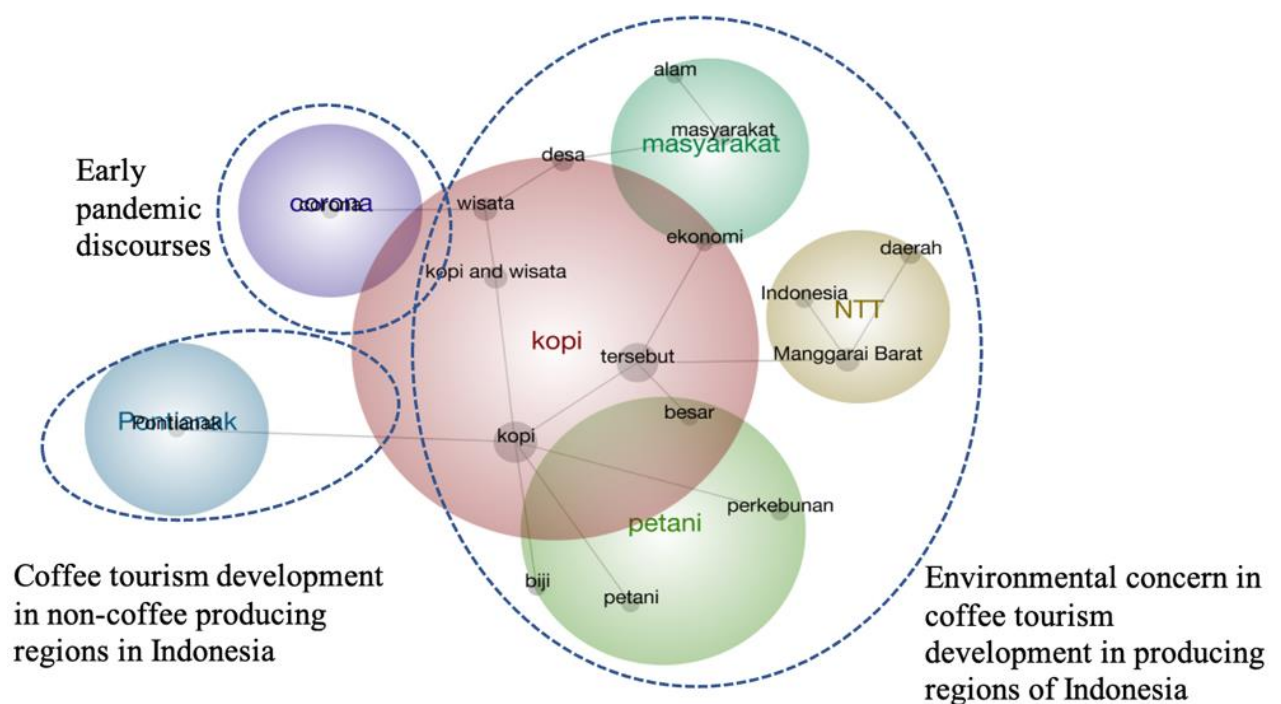 alam
masyarakat
masyarakat
desa
Early
pandemic
discourses
corona
corona
wisata
ekonomi
daerah
kopi and wisata
Indonesia
NTT
kopi
tersebut
Manggarai Barat
besar
Pontianak
Pontianak
kopi
perkebunan
petani
biji
petani
Coffee tourism development
in non-coffee producing
regions in Indonesia
Environmental concern in
coffee tourism
development in producing
regions of Indonesia